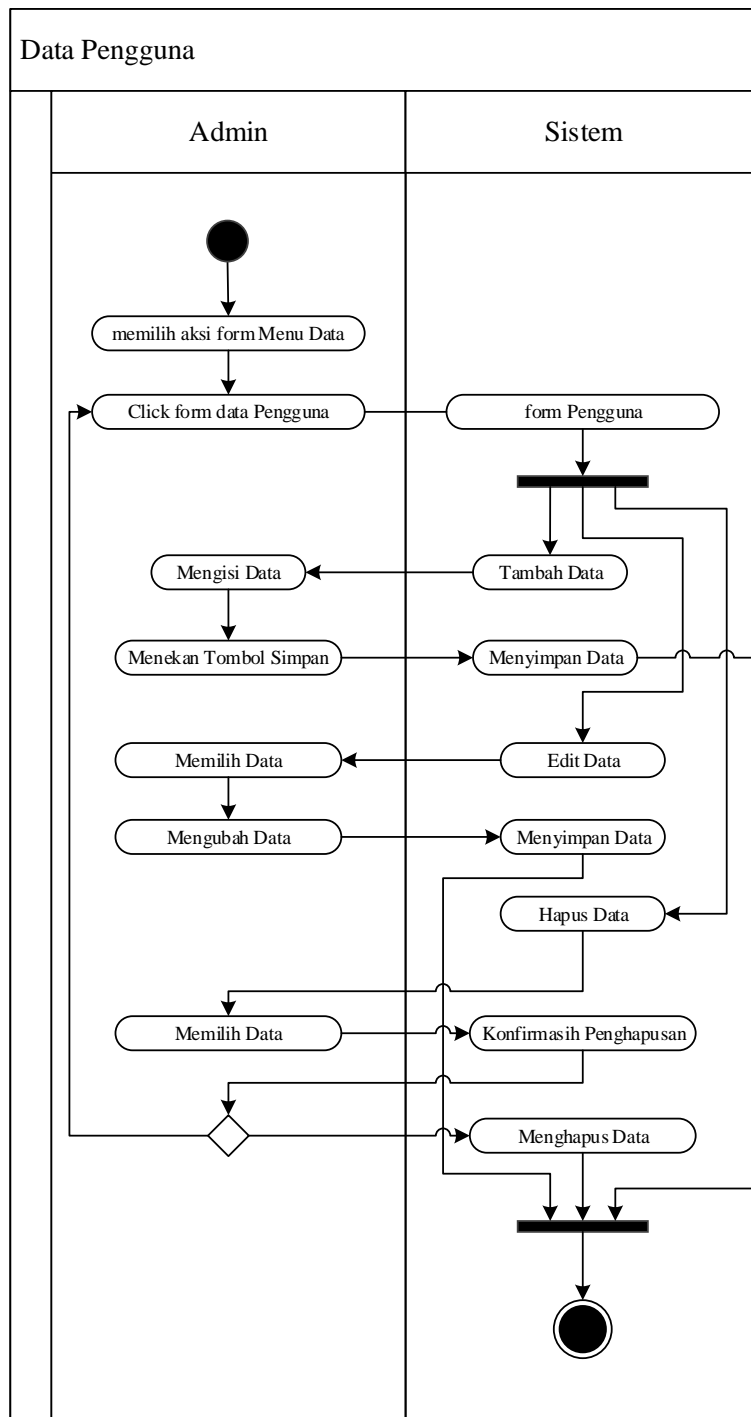 Data Pengguna
Admin
Sistem
memilih aksi form Menu Data
Click form data Pengguna
form Pengguna
Mengisi Data
Tambah Data
Menekan Tombol Simpan
Menyimpan Data
Memilih Data
Edit Data
Mengubah Data
Menyimpan Data
Hapus Data
Memilih Data
Konfirmasih Penghapusan
Menghapus Data